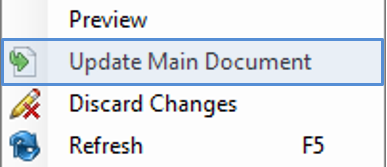 Preview
Update Main Document
Discard Changes
Refresh F5